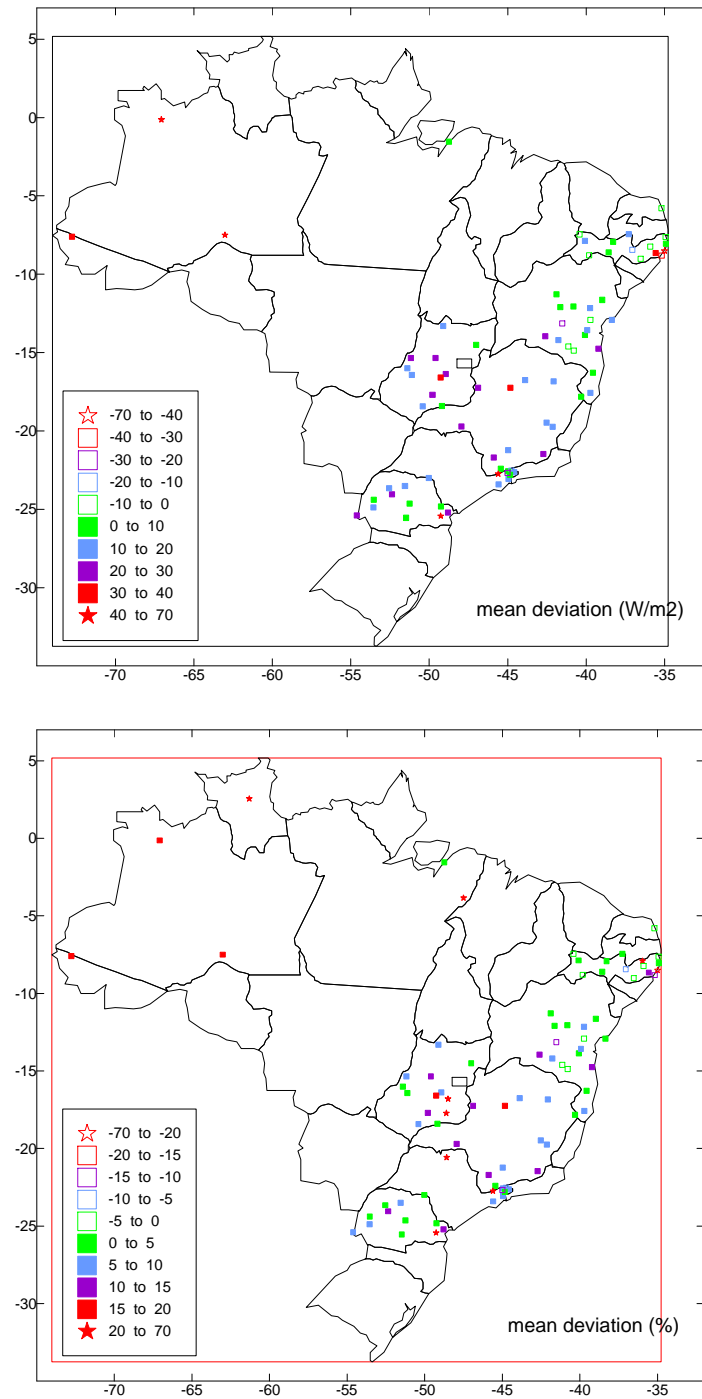 5
0
-5
-10
-15
-20
-25
-30
-70 to -40
-40 to -30
-30 to -20
-20 to -10
-10 to 0
0 to 10
10 to 20
20 to 30
30 to 40
40 to 70
mean deviation (W/m2)
-70 -65 -60 -55 -50 -45 -40 -35
5
0
-5
-10
-15
-20
-25
-30
-70 to -20
-20 to -15
-15 to -10
-10 to -5
-5 to 0
0 to 5
5 to 10
10 to 15
15 to 20
20 to 70
mean deviation (%)
-70 -65 -60 -55 -50 -45 -40 -35